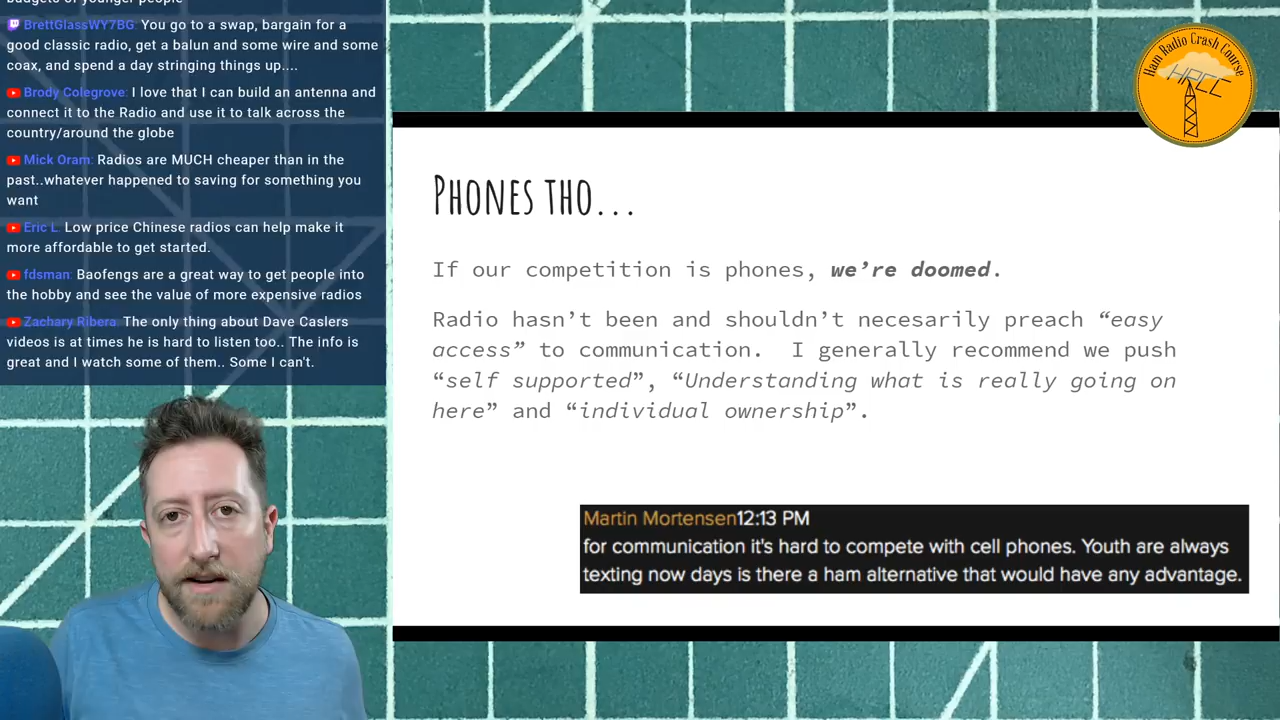 budgets of younger people
BrettGlassWY7BG: You go to a swap, bargain for a
good classic radio, get a balun and some wire and some
coax, and spend a day stringing things up....
Brody Colegrove: I love that I can build an antenna and
connect it to the Radio and use it to talk across the
country/around the globe
Mick Oram: Radios are MUCH cheaper than in the
past..whatever happened to saving for something you
want
Eric L: Low price Chinese radios can help make it
more affordable to get started.
fdsman: Baofengs are a great way to get people into
the hobby and see the value of more expensive radios
Zachary Ribera: The only thing about Dave Caslers
videos is at times he is hard to listen too.. The info is
great and I watch some of them.. Some I can't.
Ham Radio Crash Course
HRCC
PHONES THO...
If our competition is phones, we’re doomed.
Radio hasn’t been and shouldn’t necesarily preach “easy
access” to communication. I generally recommend we push
“self supported”, “Understanding what is really going on
here” and “individual ownership”.
Martin Mortensen12:13 PM
for communication it's hard to compete with cell phones. Youth are always
texting now days is there a ham alternative that would have any advantage.